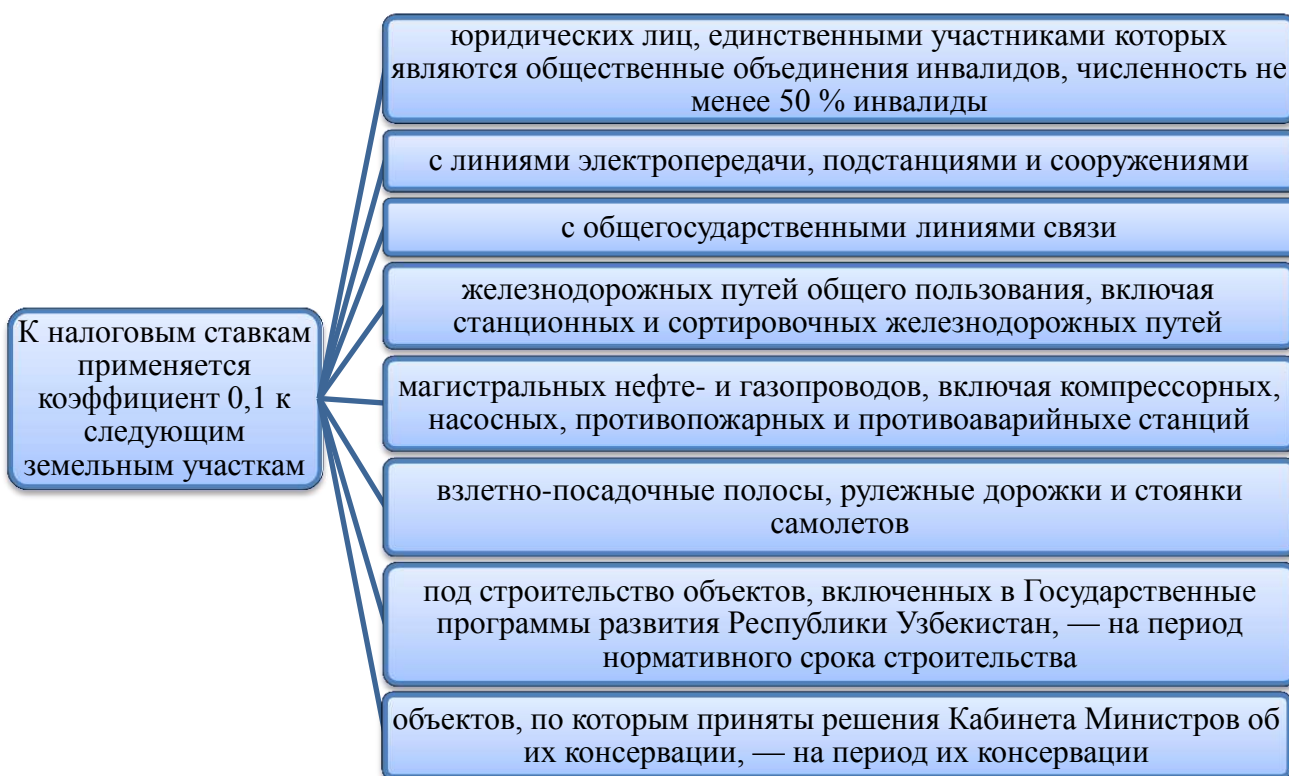 К налоговым ставкам
применяется
коэффициент 0,1 к
следующим
земельным участкам
юридических лиц, единственными участниками которых
являются общественные объединения инвалидов, численность не
менее 50 % инвалиды
с линиями электропередачи, подстанциями и сооружениями
с общегосударственными линиями связи
железнодорожных путей общего пользования, включая
станционных и сортировочных железнодорожных путей
магистральных нефте- и газопроводов, включая компрессорных,
насосных, противопожарных и противоаварийныхе станций
взлетно-посадочные полосы, рулежные дорожки и стоянки
самолетов
под строительство объектов, включенных в Государственные
программы развития Республики Узбекистан, — на период
нормативного срока строительства
объектов, по которым приняты решения Кабинета Министров об
их консервации, — на период их консервации